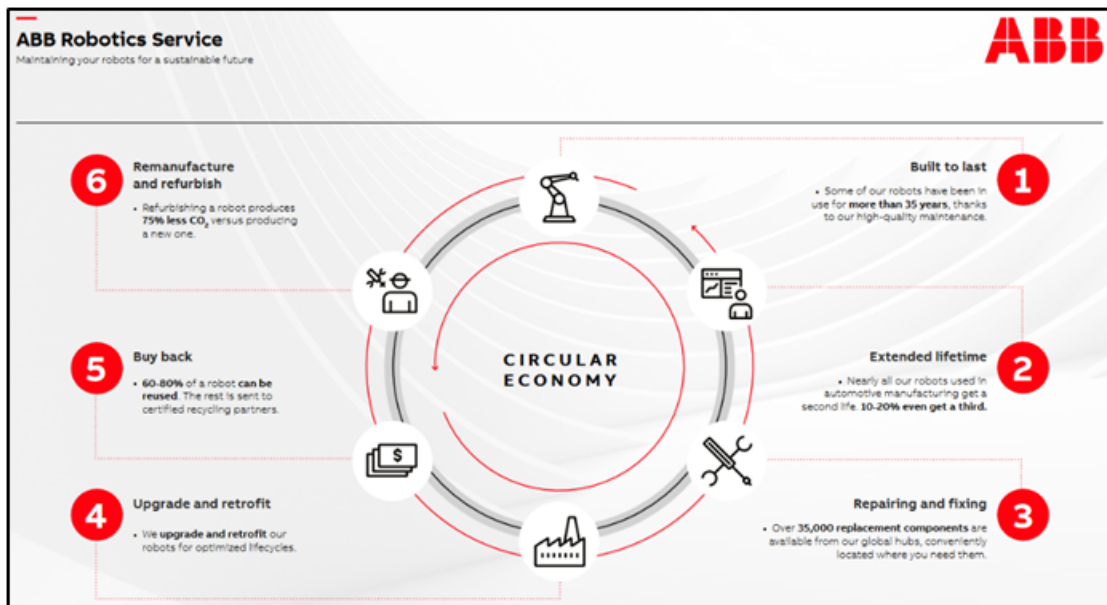 ABB Robotics Service
Maintaining your robots for a sustainable future
ABB
1
Built to last
• Some of our robots have been in
use for more than 35 years, thanks
to our high-quality maintenance.
2
Extended lifetime
• Nearly all our robots used in
automotive manufacturing get a
second life. 10-20% even get a third.
3
Repairing and fixing
• Over 35,000 replacement components are
available from our global hubs, conveniently
located where you need them.
4
Upgrade and retrofit
• We upgrade and retrofit our
robots for optimized lifecycles.
5
Buy back
• 60-80% of a robot can be
reused. The rest is sent to
certified recycling partners.
6
Remanufacture
and refurbish
• Refurbishing a robot produces
75% less CO₂ versus producing
a new one.
CIRCULAR
ECONOMY
$